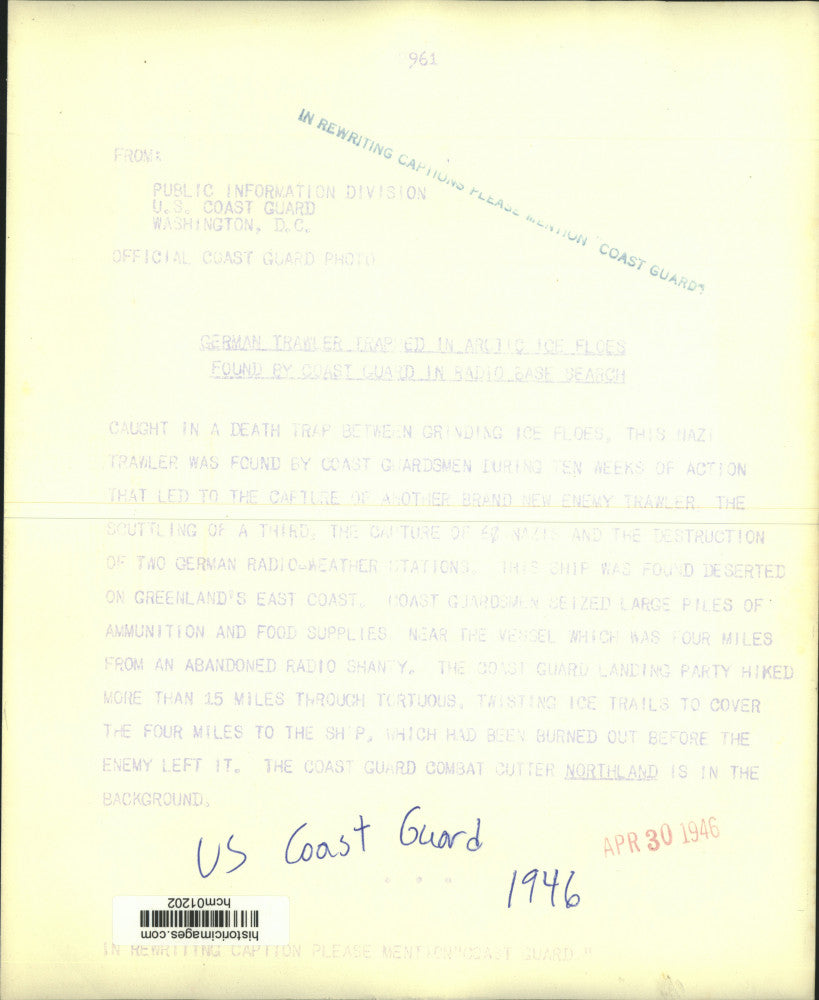 961
IN REWRITING CAPTIONS PLEASE MENTION "COAST GUARD"
FROM:
PUBLIC INFORMATION DIVISION
U.S. COAST GUARD
WASHINGTON, D.C.
OFFICIAL COAST GUARD PHOTO
GERMAN TRAWLER TRAPPED IN ARCTIC ICE FLOES
FOUND BY COAST GUARD IN RADIO BASE SEARCH
CAUGHT IN A DEATH TRAP BETWEEN GRINDING ICE FLOES, THIS NAZI
TRAWLER WAS FOUND BY COAST GUARDSMEN DURING TEN WEEKS OF ACTION
THAT LED TO THE CAPTURE OF ANOTHER BRAND NEW ENEMY TRAWLER, THE
SCUTTLING OF A THIRD, THE CAPTURE OF 60 NAZIS AND THE DESTRUCTION
OF TWO GERMAN RADIO-WEATHER STATIONS. THIS SHIP WAS FOUND DESERTED
ON GREENLAND'S EAST COAST. COAST GUARDSMEN SEIZED LARGE PILES OF
AMMUNITION AND FOOD SUPPLIES NEAR THE VESSEL WHICH WAS FOUR MILES
FROM AN ABANDONED RADIO SHANTY. THE COAST GUARD LANDING PARTY HIKED
MORE THAN 15 MILES THROUGH TORTUOUS, TWISTING ICE TRAILS TO COVER
THE FOUR MILES TO THE SHIP, WHICH HAD BEEN BURNED OUT BEFORE THE
ENEMY LEFT IT. THE COAST GUARD COMBAT CUTTER NORTHLAND IS IN THE
BACKGROUND.
US Coast Guard
APR 30 1946
1946
historicimages.com
hcm01202
IN REWRITING CAPTION PLEASE MENTION "COAST GUARD."